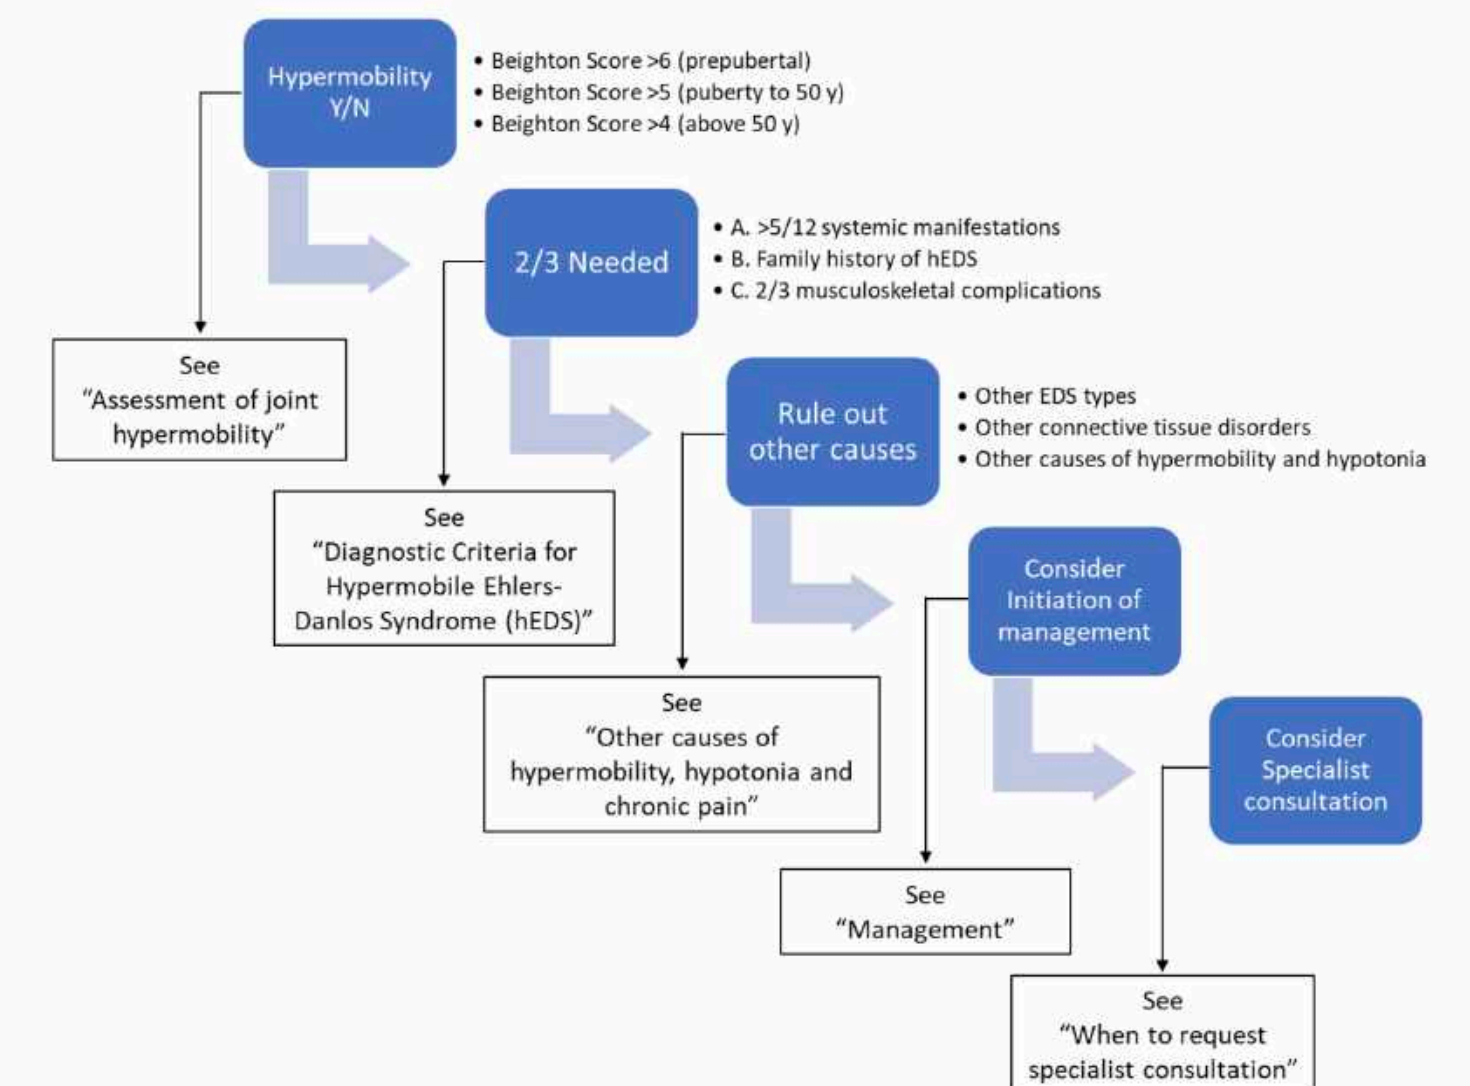 Hypermobility
Y/N
• Beighton Score >6 (prepubertal)
• Beighton Score >5 (puberty to 50 y)
• Beighton Score >4 (above 50 y)
2/3 Needed
• A. >5/12 systemic manifestations
• B. Family history of hEDS
• C. 2/3 musculoskeletal complications
See
“Assessment of joint
hypermobility”
Rule out
other causes
• Other EDS types
• Other connective tissue disorders
• Other causes of hypermobility and hypotonia
See
“Diagnostic Criteria for
Hypermobile Ehlers-
Danlos Syndrome (hEDS)”
Consider
Initiation of
management
See
“Other causes of
hypermobility, hypotonia and
chronic pain”
Consider
Specialist
consultation
See
“Management”
See
“When to request
specialist consultation”